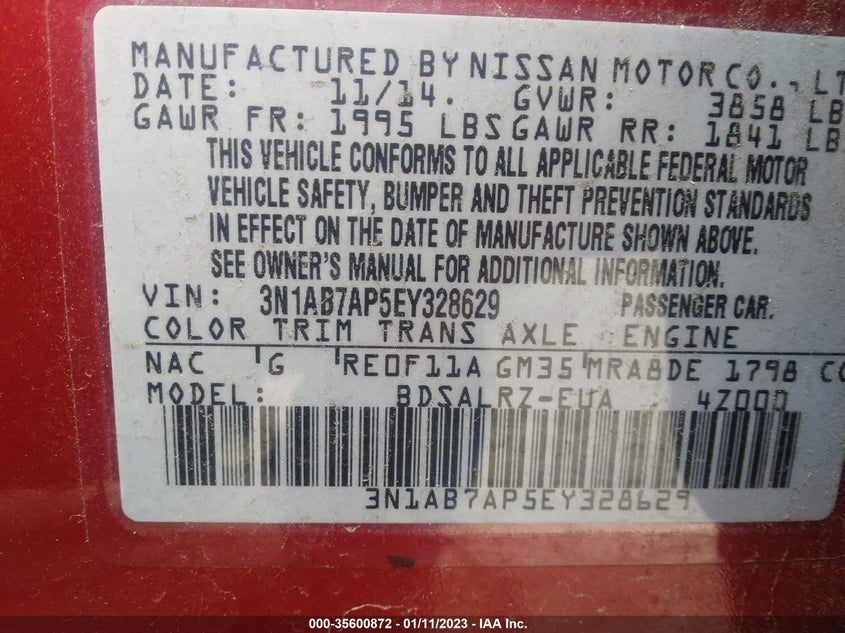 MANUFACTURED BY NISSAN MOTOR CO., LT
DATE: 11/14. GVWR: 3858 LB
GAWR FR: 1995 LBS GAWR RR: 1841 LB
THIS VEHICLE CONFORMS TO ALL APPLICABLE FEDERAL MOTOR
VEHICLE SAFETY, BUMPER AND THEFT PREVENTION STANDARDS
IN EFFECT ON THE DATE OF MANUFACTURE SHOWN ABOVE.
SEE OWNER'S MANUAL FOR ADDITIONAL INFORMATION.
VIN: 3N1AB7AP5EY328629 PASSENGER CAR.
COLOR TRIM TRANS AXLE ENGINE
NAC G RE0F11A GM35 MRA8DE 1798 CC
MODEL: BDSALRZ-EUA 4Z000
3N1AB7AP5EY328629
000-35600872 - 01/11/2023 - IAA Inc.